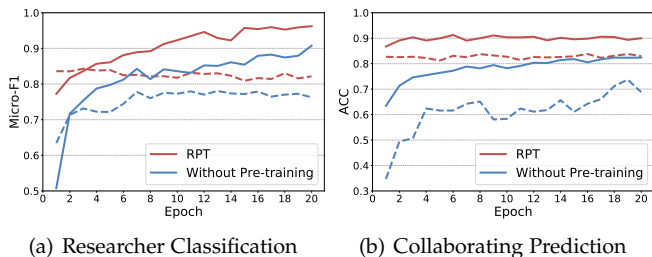 1.0
0.9
0.8
0.7
0.6
0.5
Micro-F1
0 2 4 6 8 10 12 14 16 18 20
Epoch
RPT
Without Pre-training
(a) Researcher Classification
1.0
0.9
0.8
0.7
0.6
0.5
0.4
0.3
ACC
0 2 4 6 8 10 12 14 16 18 20
Epoch
RPT
Without Pre-training
(b) Collaborating Prediction